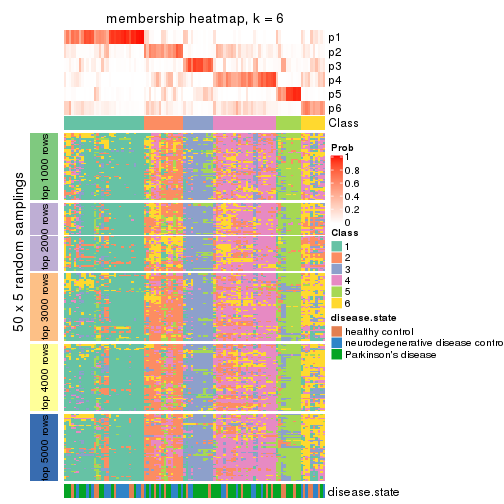 membership heatmap, k = 6
p1
p2
p3
p4
p5
p6
Class
50 x 5 random samplings
top 1000 rows
top 2000 rows
top 3000 rows
top 4000 rows
top 5000 rows
Prob
1
0.8
0.6
0.4
0.2
0
Class
1
2
3
4
5
6
disease.state
healthy control
neurodegenerative disease contro
Parkinson's disease
disease.state